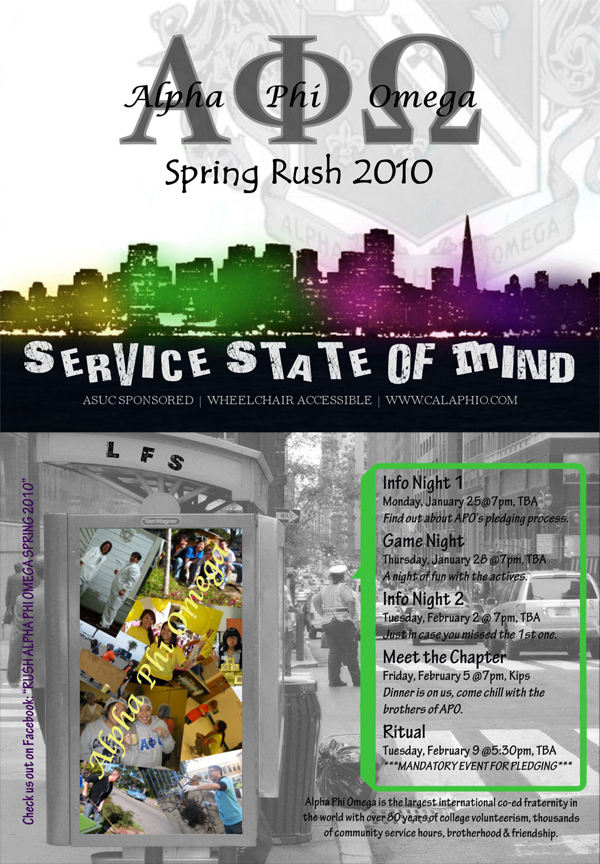 ΑΦΩ
Alpha Phi Omega
Spring Rush 2010
ALPHA PHI OMEGA
SERVICE STATE OF MIND
ASUC SPONSORED | WHEELCHAIR ACCESSIBLE | WWW.CALAPHIO.COM
LFS
VanWagner
Alpha Phi Omega
ΑΦΩ
Check us out on Facebook: "RUSH ALPHA PHI OMEGA SPRING 2010"
Info Night 1
Monday, January 25@7pm, TBA
Find out about APO's pledging process.
Game Night
Thursday, January 28 @7pm, TBA
A night of fun with the actives.
Info Night 2
Tuesday, February 2 @ 7pm, TBA
Just in case you missed the 1st one.
Meet the Chapter
Friday, February 5 @7pm, Kips
Dinner is on us, come chill with the
brothers of APO.
Ritual
Tuesday, February 9 @5:30pm, TBA
***MANDATORY EVENT FOR PLEDGING***
Alpha Phi Omega is the largest international co-ed fraternity in
the world with over 80 years of college volunteerism, thousands
of community service hours, brotherhood & friendship.